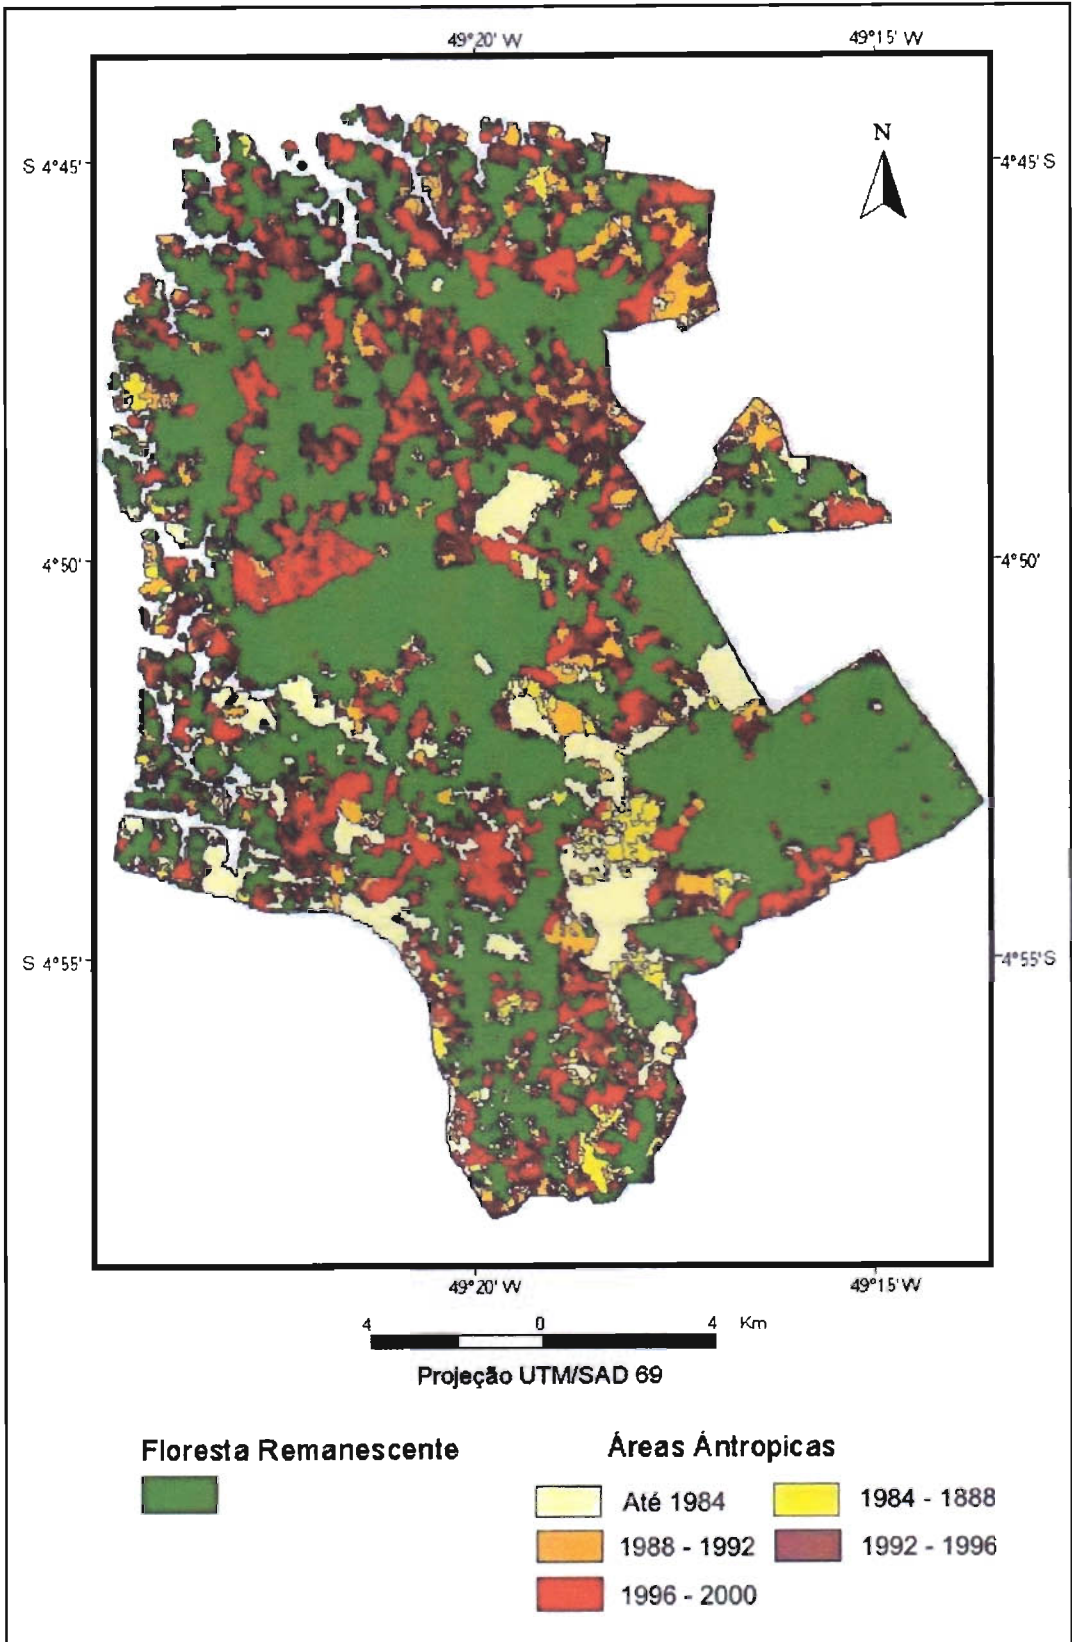 49°20' W
49°15' W
N
S 4°45'
4°45' S
4°50'
4°50'
S 4°55'
4°55'S
49°20' W
49°15' W
4
0
4
Km
Projeção UTM/SAD 69
Floresta Remanescente
Áreas Ántropicas
Até 1984
1984 - 1888
1988 - 1992
1992 - 1996
1996 - 2000